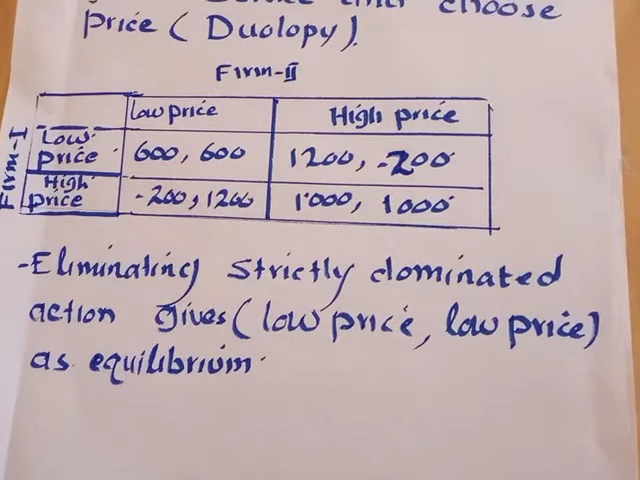 choose
price ( Duolopy).
Firm-II
low price High price
Firm-I
Low price 600, 600 1200, -200
High price -200, 1200 1000, 1000
-Eliminating strictly dominated
action gives (low price, low price)
as equilibrium.